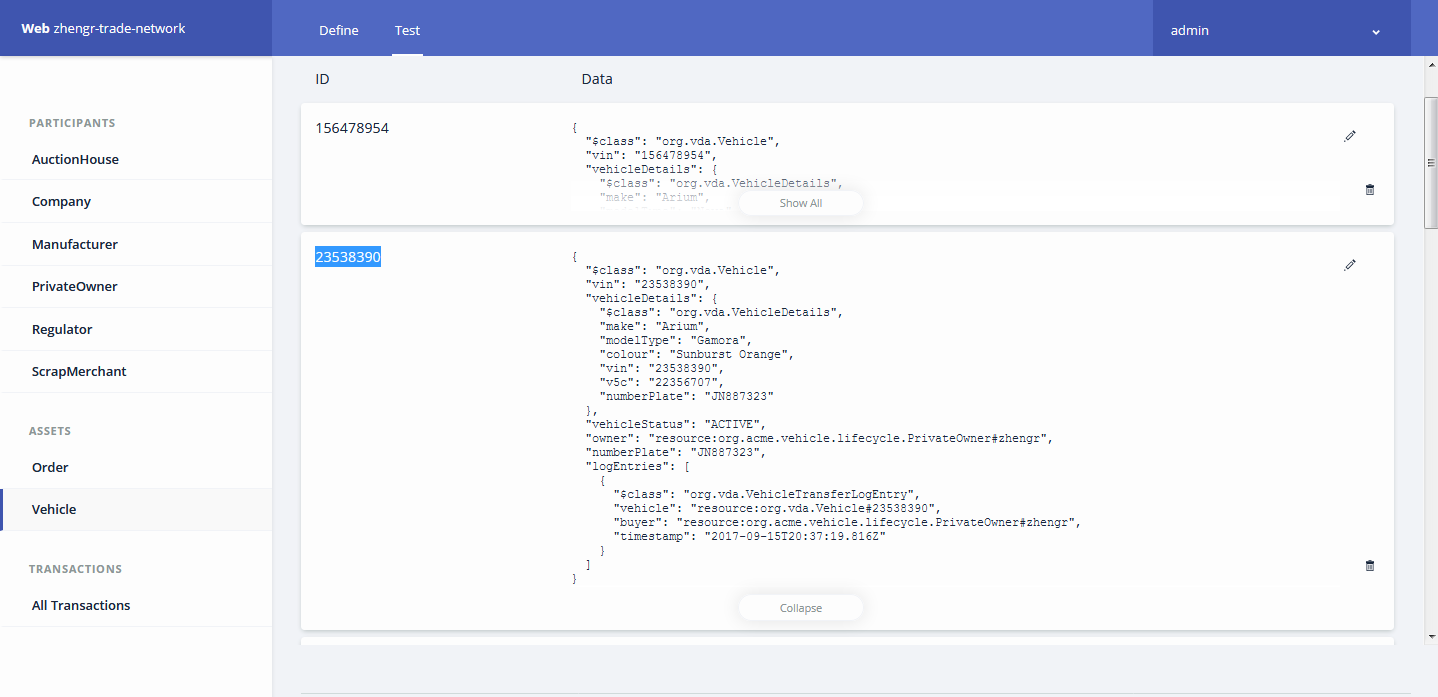 Web zhengr-trade-network
Define
Test
admin
PARTICIPANTS
AuctionHouse
Company
Manufacturer
PrivateOwner
Regulator
ScrapMerchant
ASSETS
Order
Vehicle
TRANSACTIONS
All Transactions
ID
Data
156478954
{
"$class": "org.vda.Vehicle",
"vin": "156478954",
"vehicleDetails": {
"$class": "org.vda.VehicleDetails",
"make": "Arium",
Show All
23538390
{
"$class": "org.vda.Vehicle",
"vin": "23538390",
"vehicleDetails": {
"$class": "org.vda.VehicleDetails",
"make": "Arium",
"modelType": "Gamora",
"colour": "Sunburst Orange",
"vin": "23538390",
"v5c": "22356707",
"numberPlate": "JN887323"
},
"vehicleStatus": "ACTIVE",
"owner": "resource:org.acme.vehicle.lifecycle.PrivateOwner#zhengr",
"numberPlate": "JN887323",
"logEntries": [
{
"$class": "org.vda.VehicleTransferLogEntry",
"vehicle": "resource:org.vda.Vehicle#23538390",
"buyer": "resource:org.acme.vehicle.lifecycle.PrivateOwner#zhengr",
"timestamp": "2017-09-15T20:37:19.816Z"
}
]
}
Collapse